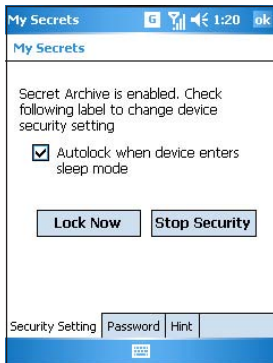 My Secrets G 1:20 ok
My Secrets
Secret Archive is enabled. Check
following label to change device
security setting
Autolock when device enters
sleep mode
Lock Now Stop Security
Security Setting Password Hint